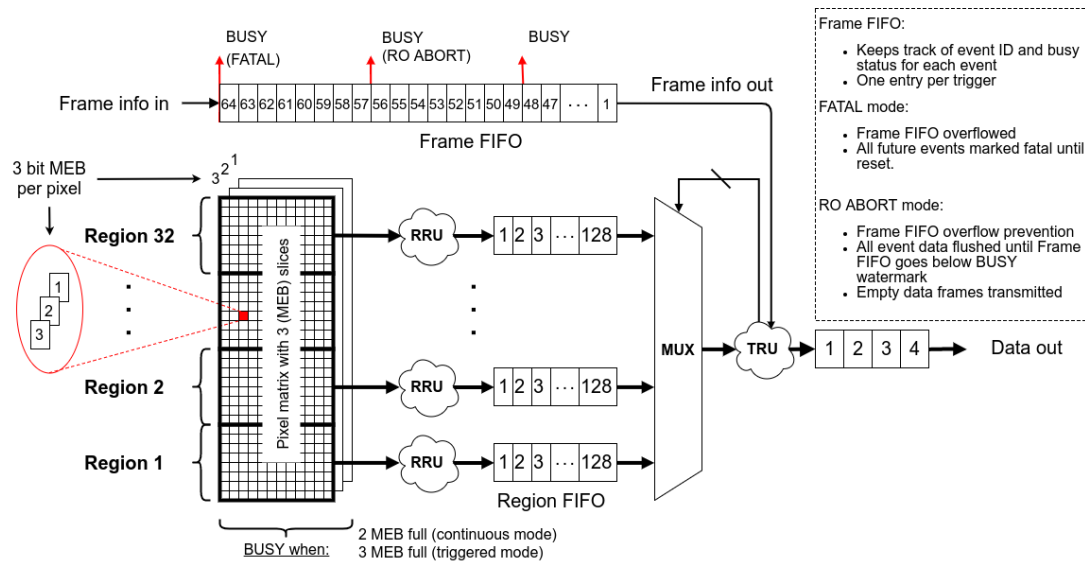 BUSY
(FATAL)
BUSY
(RO ABORT)
BUSY
Frame info in
64 63 62 61 60 59 58 57 56 55 54 53 52 51 50 49 48 47 · · · 1
Frame FIFO
Frame info out
3 bit MEB
per pixel
3 2 1
Region 32
Region 2
Region 1
1
2
3
Pixel matrix with 3 (MEB) slices
RRU
1 2 3 ··· 128
RRU
1 2 3 ··· 128
RRU
1 2 3 ··· 128
Region FIFO
MUX
TRU
1 2 3 4
Data out
BUSY when:
2 MEB full (continuous mode)
3 MEB full (triggered mode)
Frame FIFO:
• Keeps track of event ID and busy
status for each event
• One entry per trigger
FATAL mode:
• Frame FIFO overflowed
• All future events marked fatal until
reset.
RO ABORT mode:
• Frame FIFO overflow prevention
• All event data flushed until Frame
FIFO goes below BUSY
watermark
• Empty data frames transmitted